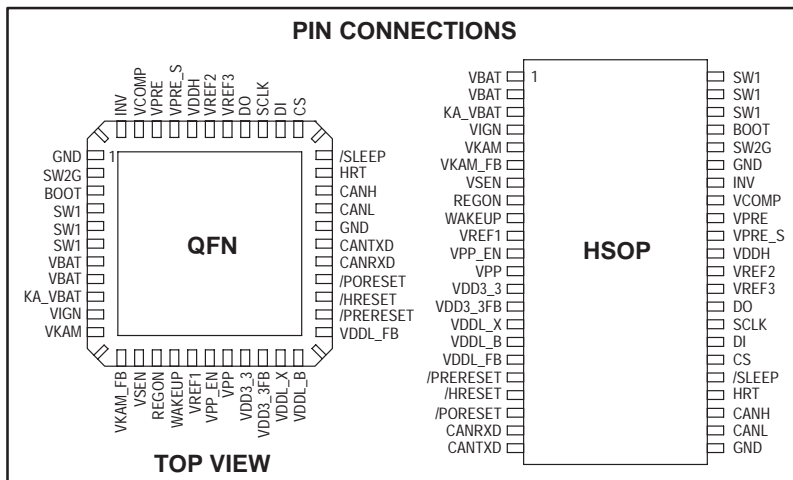 PIN CONNECTIONS
INV
VCOMP
VPRE
VPRE_S
VDDH
VREF2
VREF3
DO
SCLK
DI
CS
GND
SW2G
BOOT
SW1
SW1
SW1
VBAT
VBAT
KA_VBAT
VIGN
VKAM
1
QFN
/SLEEP
HRT
CANH
CANL
GND
CANTXD
CANRXD
/PORESET
/HRESET
/PRERESET
VDDL_FB
VKAM_FB
VSEN
REGON
WAKEUP
VREF1
VPP_EN
VPP
VDD3_3
VDD3_3FB
VDDL_X
VDDL_B
TOP VIEW
VBAT
VBAT
KA_VBAT
VIGN
VKAM
VKAM_FB
VSEN
REGON
WAKEUP
VREF1
VPP_EN
VPP
VDD3_3
VDD3_3FB
VDDL_X
VDDL_B
VDDL_FB
/PRERESET
/HRESET
/PORESET
CANRXD
CANTXD
1
HSOP
SW1
SW1
SW1
BOOT
SW2G
GND
INV
VCOMP
VPRE
VPRE_S
VDDH
VREF2
VREF3
DO
SCLK
DI
CS
/SLEEP
HRT
CANH
CANL
GND